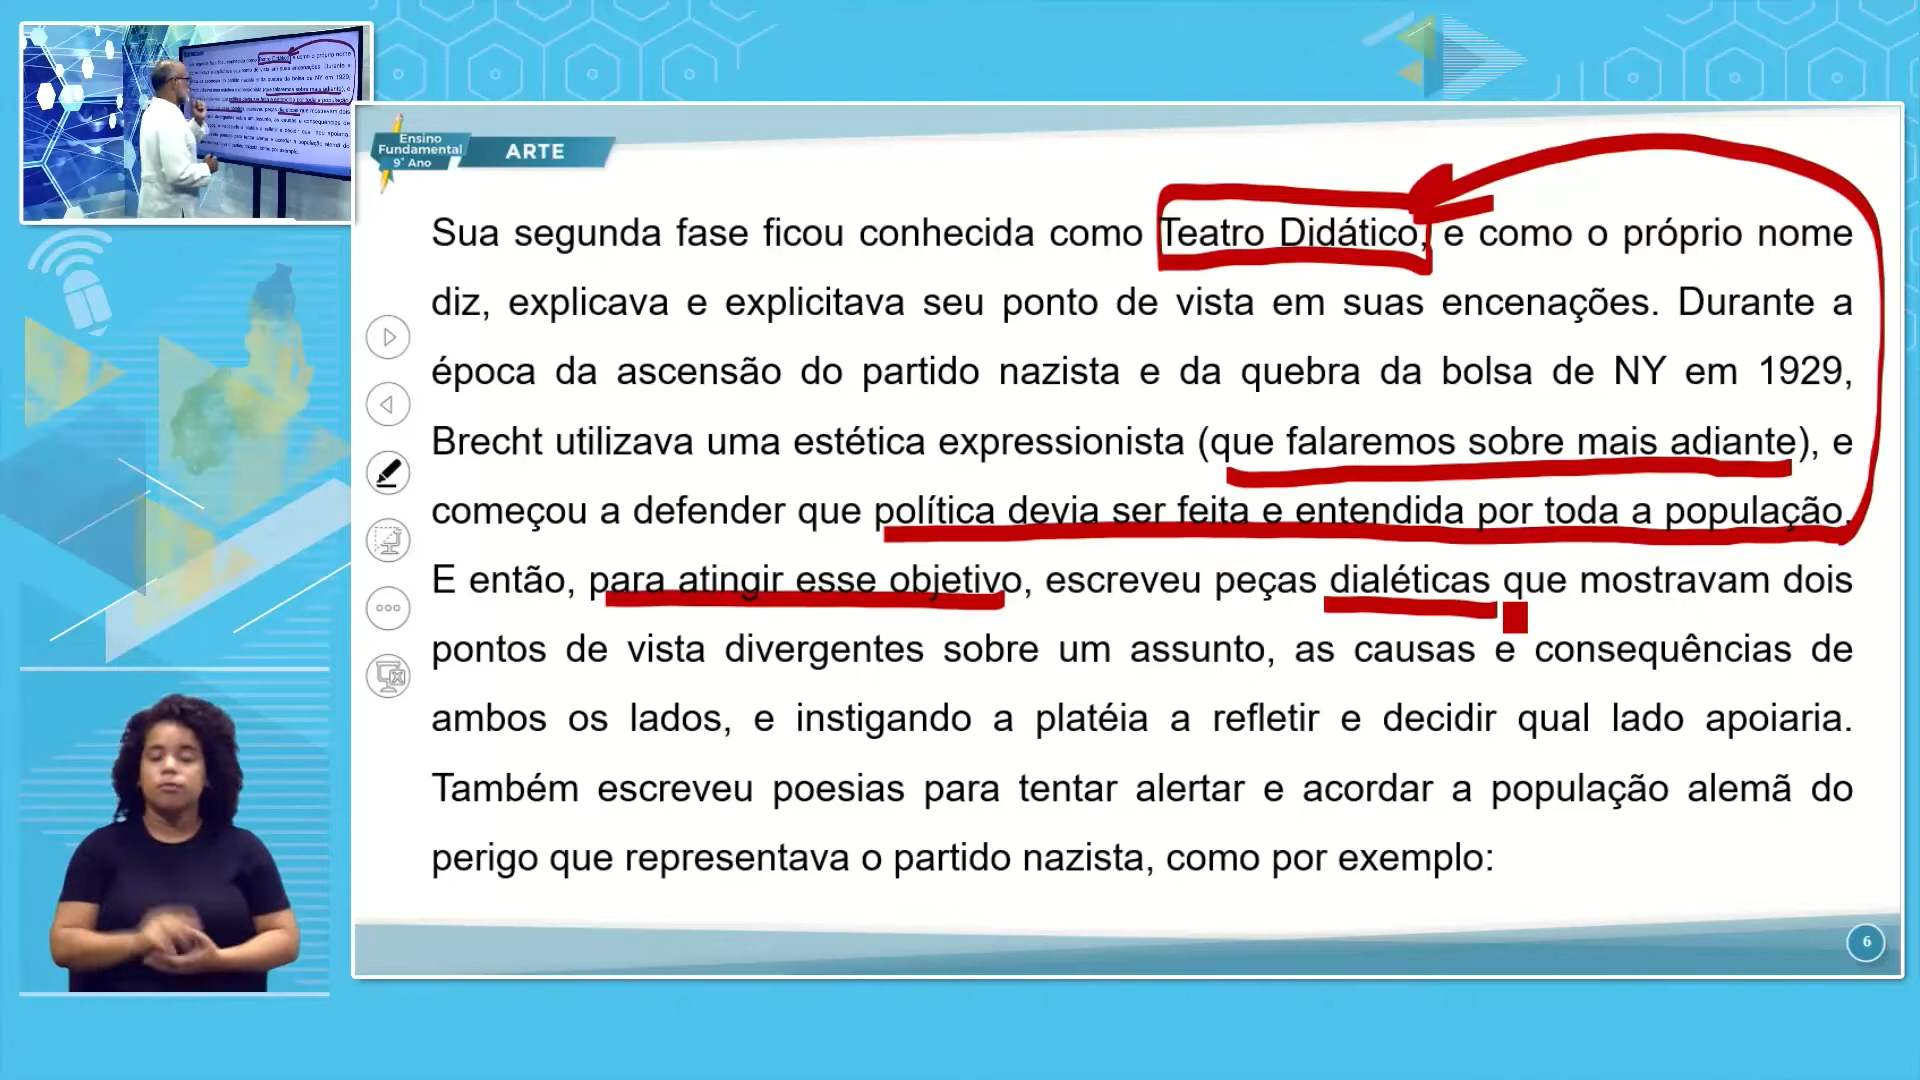 Ensino
Fundamental
9° Ano
ARTE
Sua segunda fase ficou conhecida como Teatro Didático, e como o próprio nome
diz, explicava e explicitava seu ponto de vista em suas encenações. Durante a
época da ascensão do partido nazista e da quebra da bolsa de NY em 1929,
Brecht utilizava uma estética expressionista (que falaremos sobre mais adiante), e
começou a defender que política devia ser feita e entendida por toda a população.
E então, para atingir esse objetivo, escreveu peças dialéticas que mostravam dois
pontos de vista divergentes sobre um assunto, as causas e consequências de
ambos os lados, e instigando a platéia a refletir e decidir qual lado apoiaria.
Também escreveu poesias para tentar alertar e acordar a população alemã do
perigo que representava o partido nazista, como por exemplo:
6